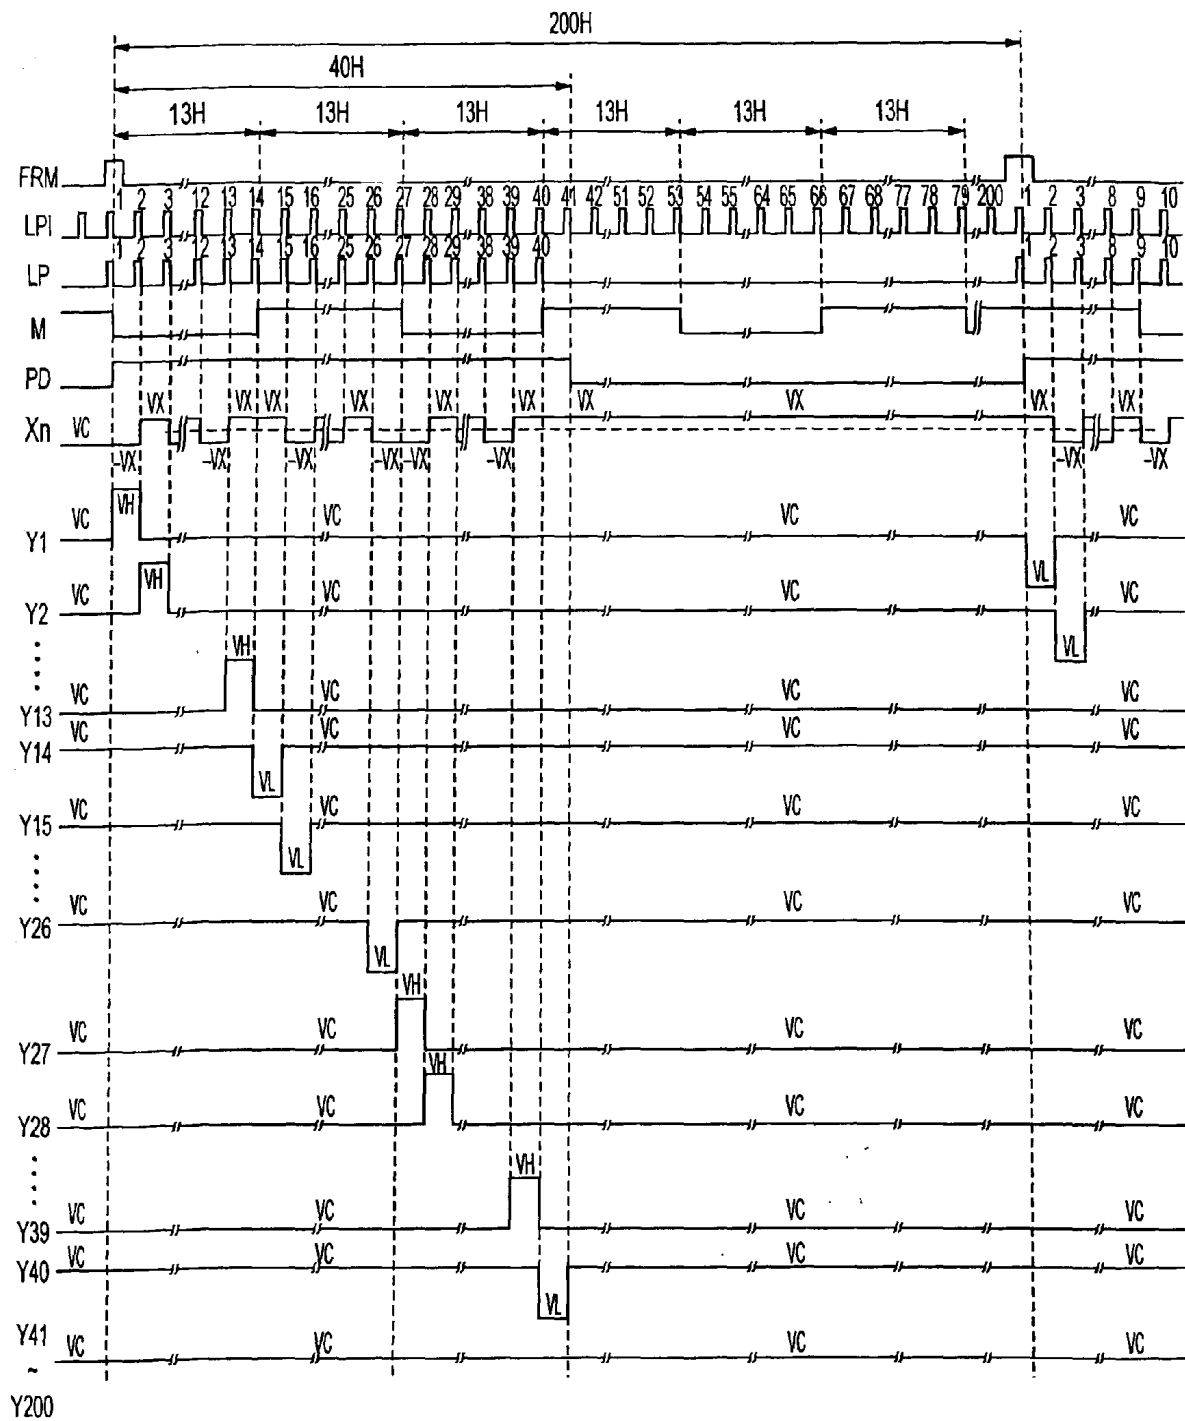 200H
40H
13H 13H 13H 13H 13H 13H
FRM
1 2 3 12 13 14 15 16 25 26 27 28 29 38 39 40 41 42 51 52 53 54 55 64 65 66 67 68 77 78 79 200 1 2 3 8 9 10
LPI
1 2 3 12 13 14 15 16 25 26 27 28 29 38 39 40 1 2 3 8 9 10
LP
M
PD
VX VX VX VX VX VX VX VX VX VX
Xn VC
-VX -VX -VX -VX -VX -VX -VX -VX
VH
VC VC VC VC
Y1
VH VL
VC VC VC VC
Y2
VH VL
VC VC VC VC
Y13
VC VC VC VC
Y14
VL
VC VC VC VC
Y15
VL
VC VC VC VC
Y26
VL
VH
VC VC VC VC
Y27
VH
VC VC VC VC
Y28
VH
VC VC VC VC
Y39
VC VC VC VC
Y40
VL
Y41
VC VC VC VC
~
Y200